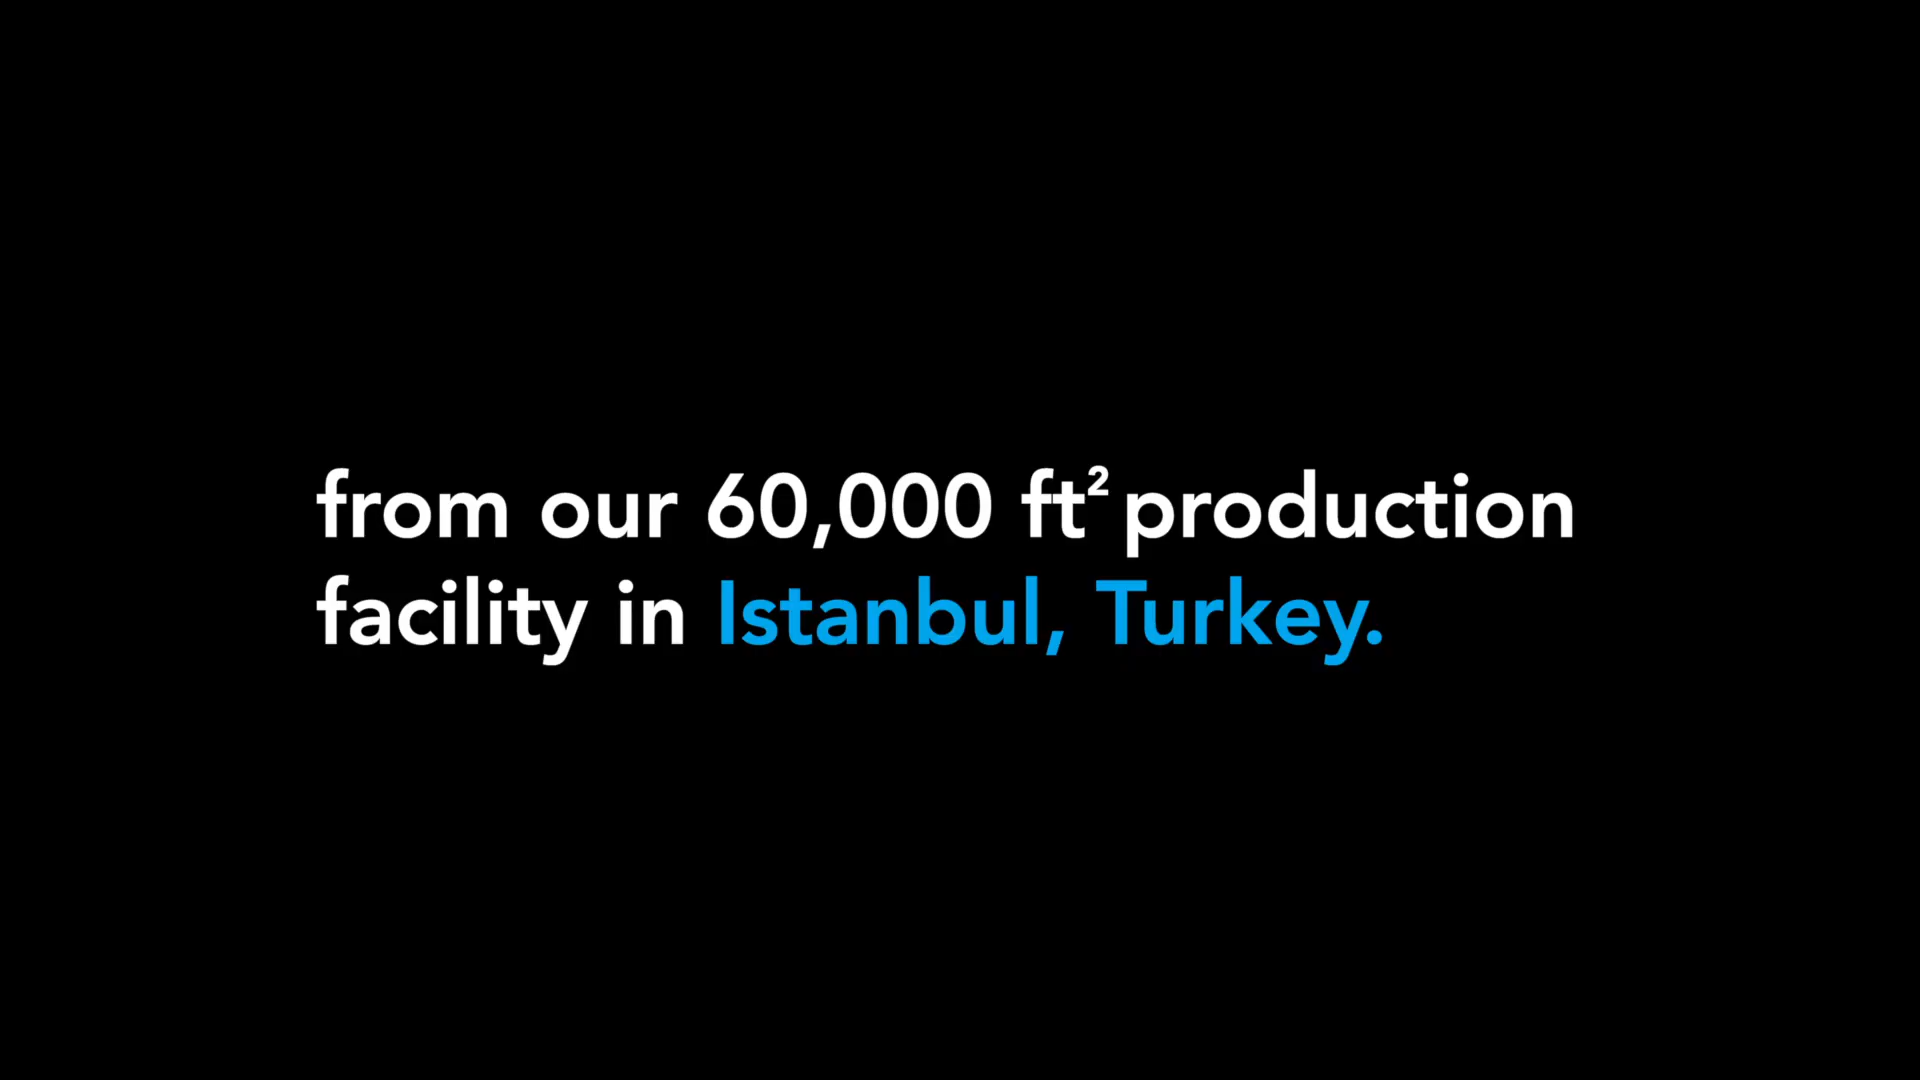 from our 60,000 ft² production
facility in Istanbul, Turkey.